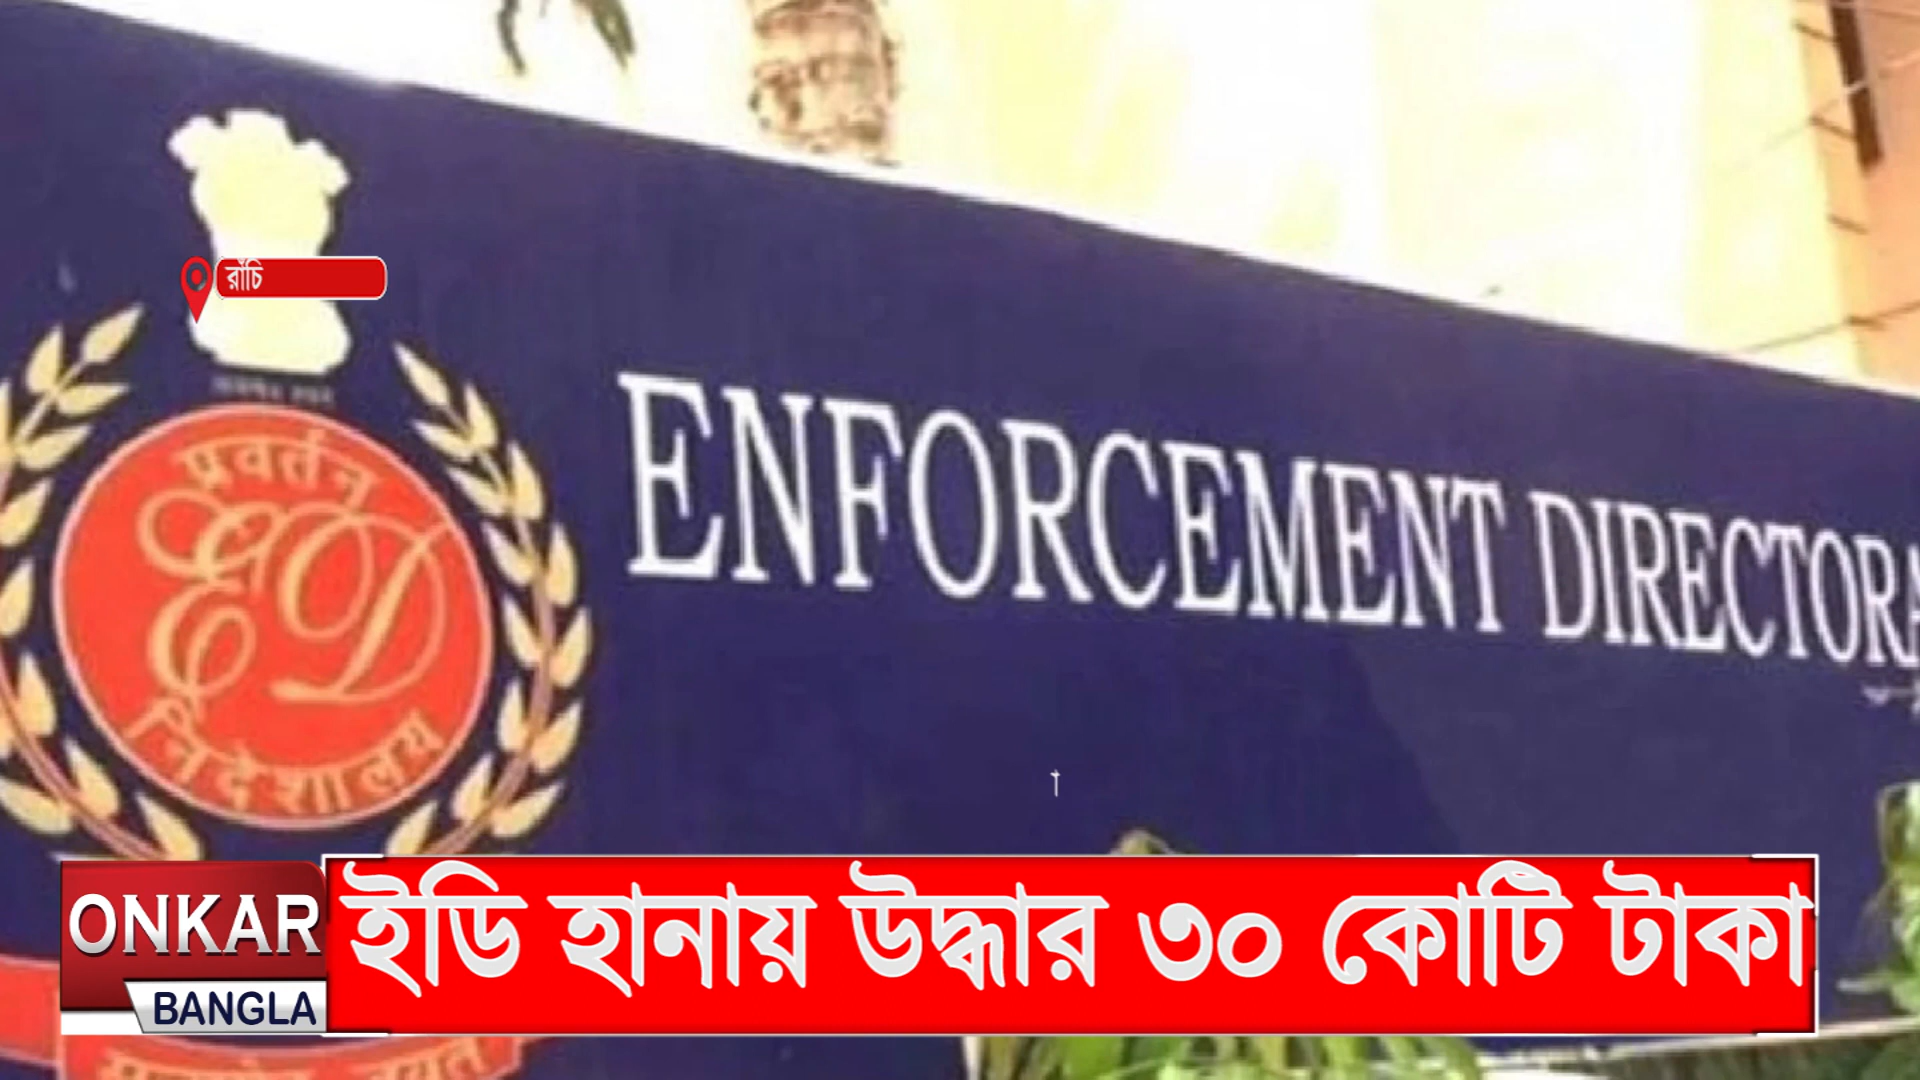 রাঁচি
प्रवर्तन
ED
निदेशालय
ENFORCEMENT DIRECTORA
ONKAR
BANGLA
ইডি হানায় উদ্ধার ৩০ কোটি টাকা